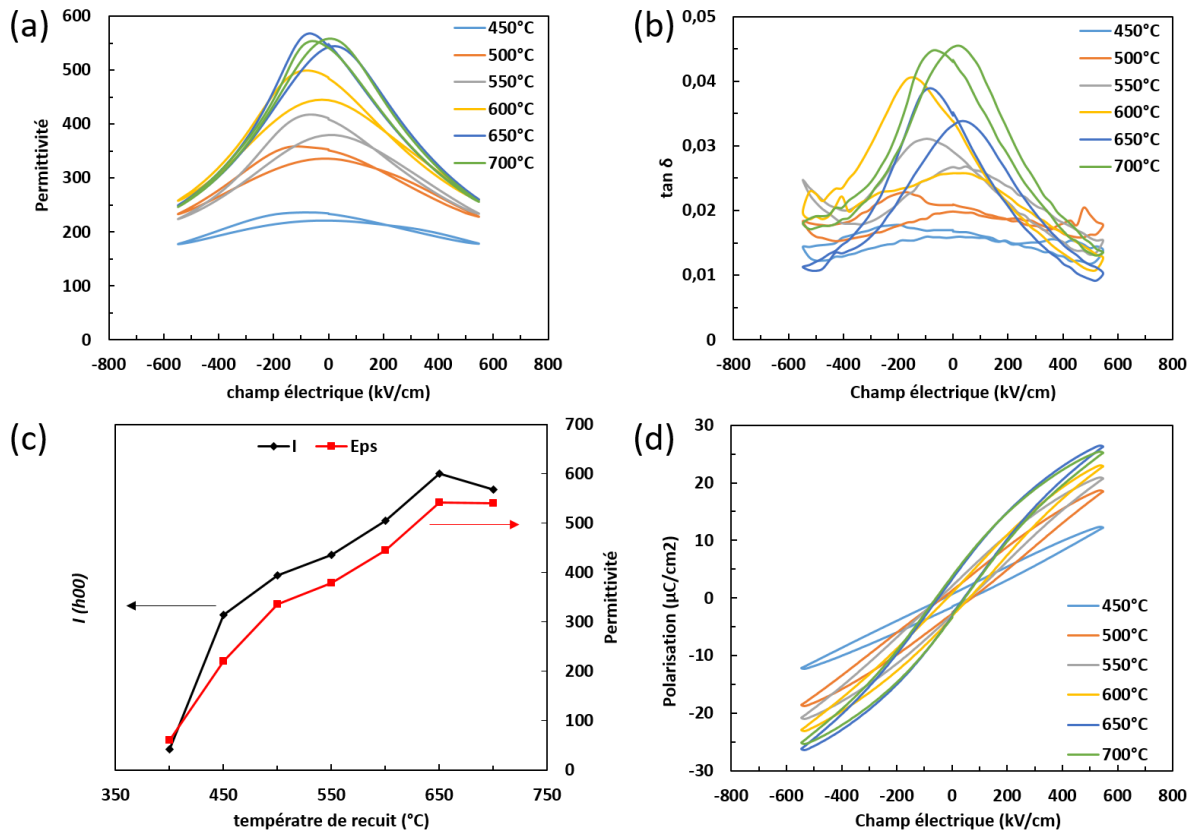 (a)
600
500
400
300
200
100
0
Permittivité
-800 -600 -400 -200 0 200 400 600 800
champ électrique (kV/cm)
450°C
500°C
550°C
600°C
650°C
700°C
(b)
0,05
0,04
0,03
0,02
0,01
0
tan δ
-800 -600 -400 -200 0 200 400 600 800
Champ électrique (kV/cm)
450°C
500°C
550°C
600°C
650°C
700°C
(c)
I Eps
I (h00)
350 450 550 650 750
températre de recuit (°C)
700
600
500
400
300
200
100
0
Permittivité
(d)
30
20
10
0
-10
-20
-30
Polarisation (µC/cm2)
-800 -600 -400 -200 0 200 400 600 800
Champ électrique (kV/cm)
450°C
500°C
550°C
600°C
650°C
700°C